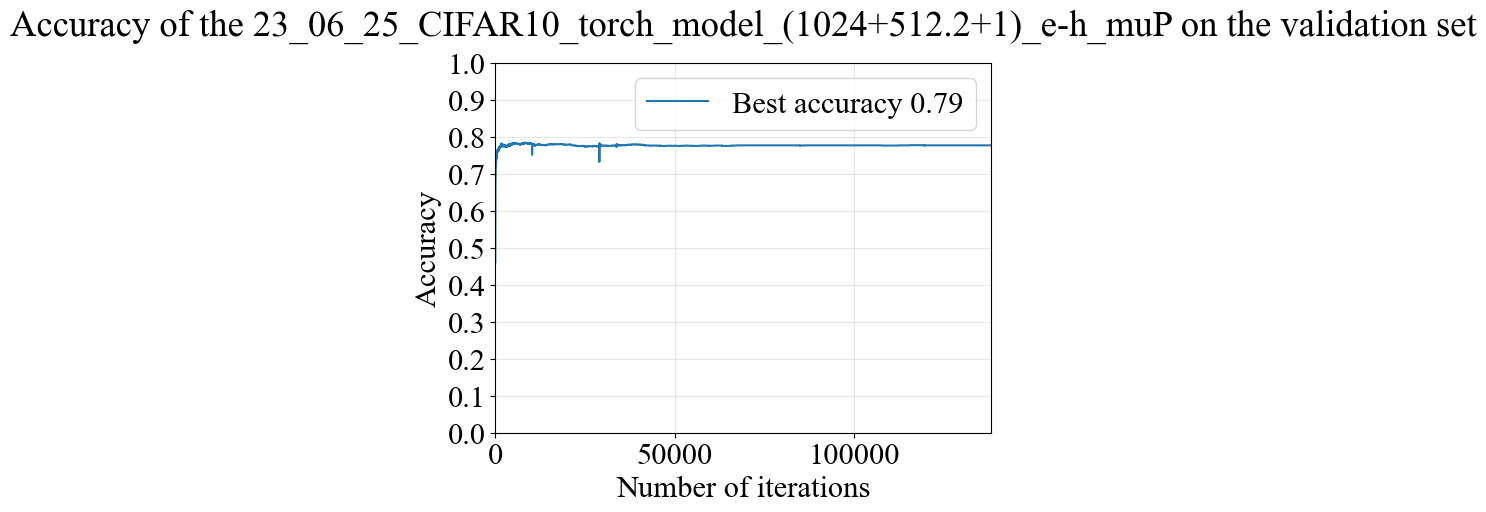 Accuracy of the 23_06_25_CIFAR10_torch_model_(1024+512.2+1)_e-h_muP on the validation set
Best accuracy 0.79
1.0
0.9
0.8
0.7
0.6
0.5
0.4
0.3
0.2
0.1
0.0
Accuracy
0 50000 100000
Number of iterations